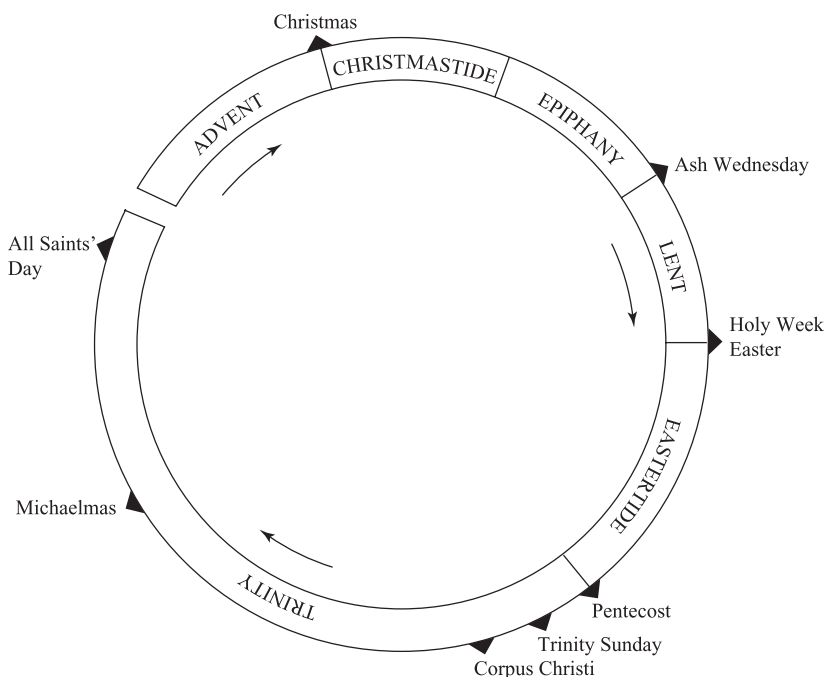 Christmas
CHRISTMASTIDE
ADVENT
EPIPHANY
Ash Wednesday
All Saints’
Day
LENT
Holy Week
Easter
EASTERTIDE
Michaelmas
TRINITY
Pentecost
Trinity Sunday
Corpus Christi